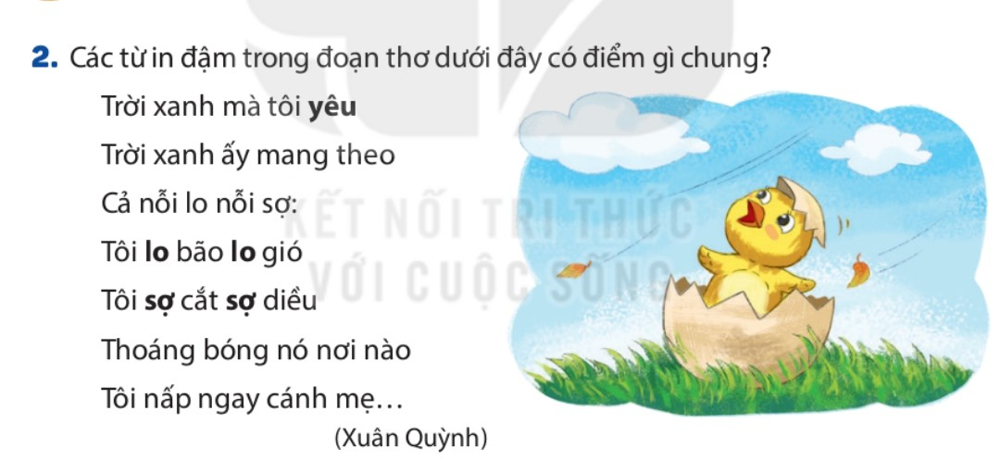 2. Các từ in đậm trong đoạn thơ dưới đây có điểm gì chung?
Trời xanh mà tôi yêu
Trời xanh ấy mang theo
Cả nỗi lo nỗi sợ:
Tôi lo bão lo gió
Tôi sợ cắt sợ diều
Thoáng bóng nó nơi nào
Tôi nấp ngay cánh mẹ...
(Xuân Quỳnh)
KẾT NỐI TRI THỨC
VỚI CUỘC SỐNG